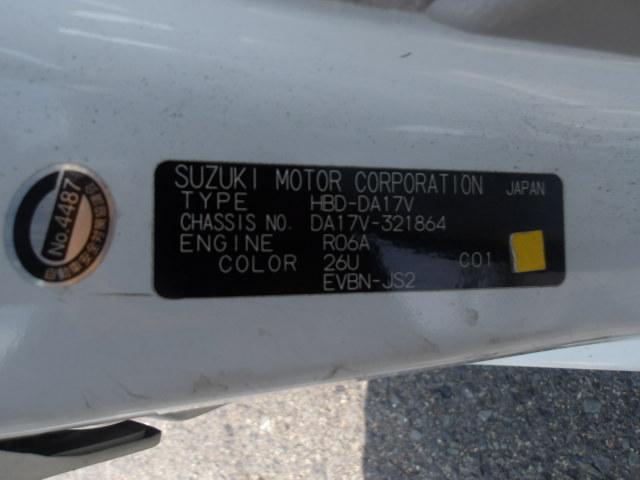 SUZUKI MOTOR CORPORATION JAPAN
TYPE HBD-DA17V
CHASSIS NO. DA17V-321864
ENGINE R06A
COLOR 26U C01
EVBN-JS2
No.4487